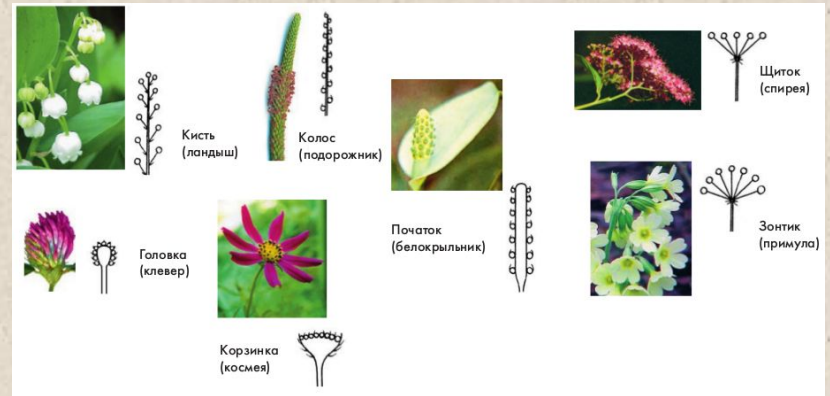 Кисть
(ландыш)
Колос
(подорожник)
Щиток
(спирея)
Головка
(клевер)
Початок
(белокрыльник)
Зонтик
(примула)
Корзинка
(космея)